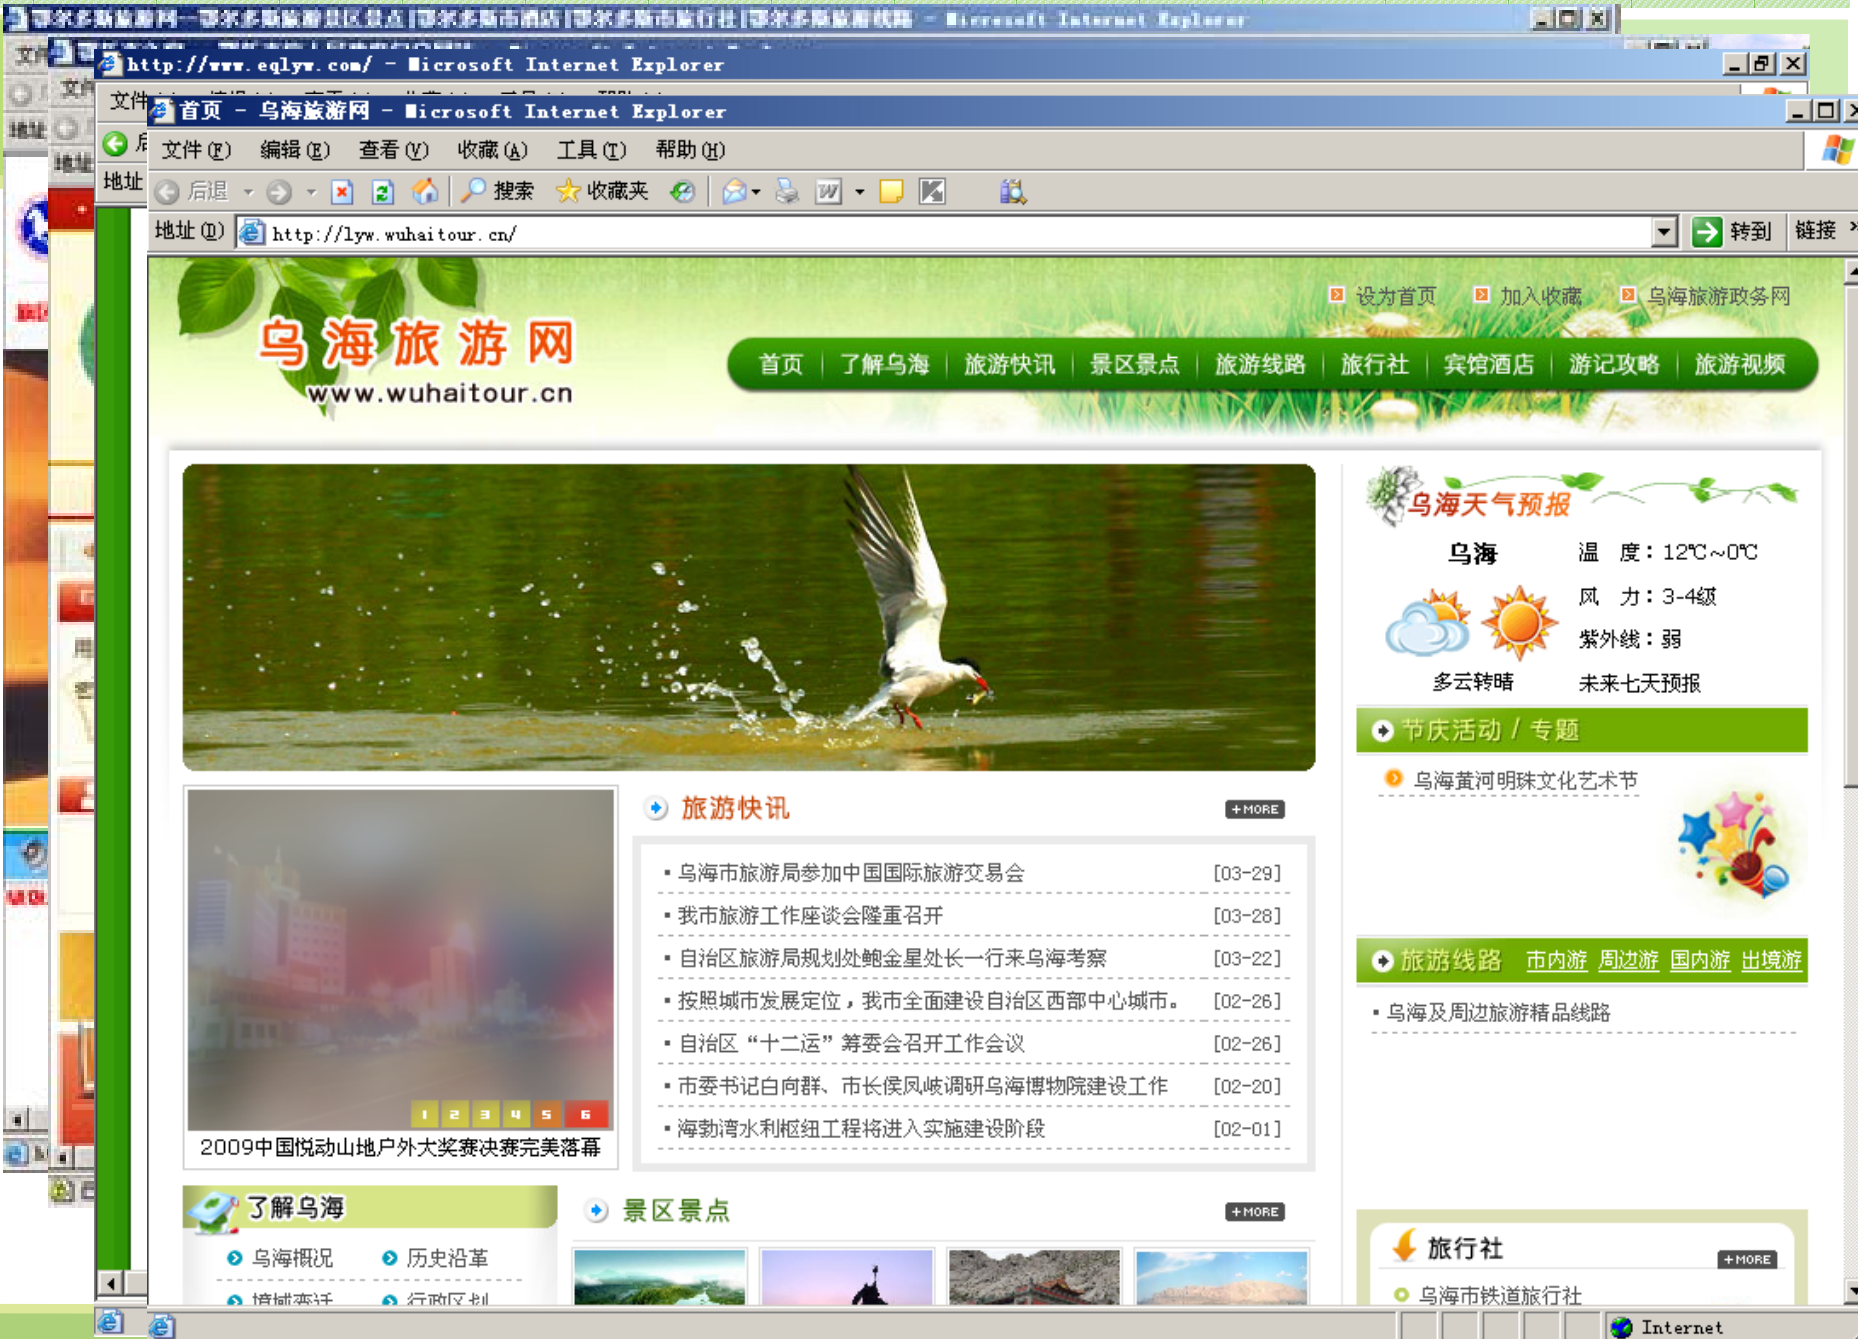 鄂尔多斯旅游网--鄂尔多斯旅游景区景点|鄂尔多斯市酒店|鄂尔多斯市旅行社|鄂尔多斯旅游线路 - Microsoft Internet Explorer
http://www.eqlyw.com/ - Microsoft Internet Explorer
首页 - 乌海旅游网 - Microsoft Internet Explorer
文件(F) 编辑(E) 查看(V) 收藏(A) 工具(T) 帮助(H)
后退 搜索 收藏夹
地址
地址(D) http://lyw.wuhaitour.cn/ 转到 链接
设为首页 加入收藏 乌海旅游政务网
乌海旅游网
www.wuhaitour.cn
首页 了解乌海 旅游快讯 景区景点 旅游线路 旅行社 宾馆酒店 游记攻略 旅游视频
乌海天气预报
乌海 温 度：12℃~0℃
风 力：3-4级
紫外线：弱
多云转晴 未来七天预报
节庆活动 / 专题
乌海黄河明珠文化艺术节
旅游快讯 +MORE
乌海市旅游局参加中国国际旅游交易会 [03-29]
我市旅游工作座谈会隆重召开 [03-28]
自治区旅游局规划处鲍金星处长一行来乌海考察 [03-22]
按照城市发展定位，我市全面建设自治区西部中心城市。 [02-26]
自治区“十二运”筹委会召开工作会议 [02-26]
市委书记白向群、市长侯凤岐调研乌海博物院建设工作 [02-20]
海勃湾水利枢纽工程将进入实施建设阶段 [02-01]
1 2 3 4 5 6
2009中国悦动山地户外大奖赛决赛完美落幕
旅游线路 市内游 周边游 国内游 出境游
乌海及周边旅游精品线路
了解乌海
乌海概况 历史沿革
境域变迁 行政区划
景区景点 +MORE
旅行社 +MORE
乌海市铁道旅行社
Internet